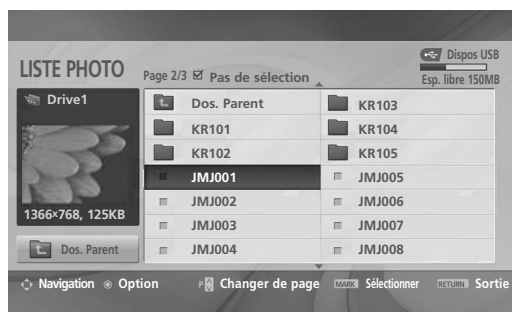 LISTE PHOTO
Page 2/3 Pas de sélection
Dispos USB
Esp. libre 150MB
Drive1
1366×768, 125KB
Dos. Parent
Dos. Parent
KR101
KR102
JMJ001
JMJ002
JMJ003
JMJ004
KR103
KR104
KR105
JMJ005
JMJ006
JMJ007
JMJ008
Navigation Option P Changer de page MARK Sélectionner RETURN Sortie